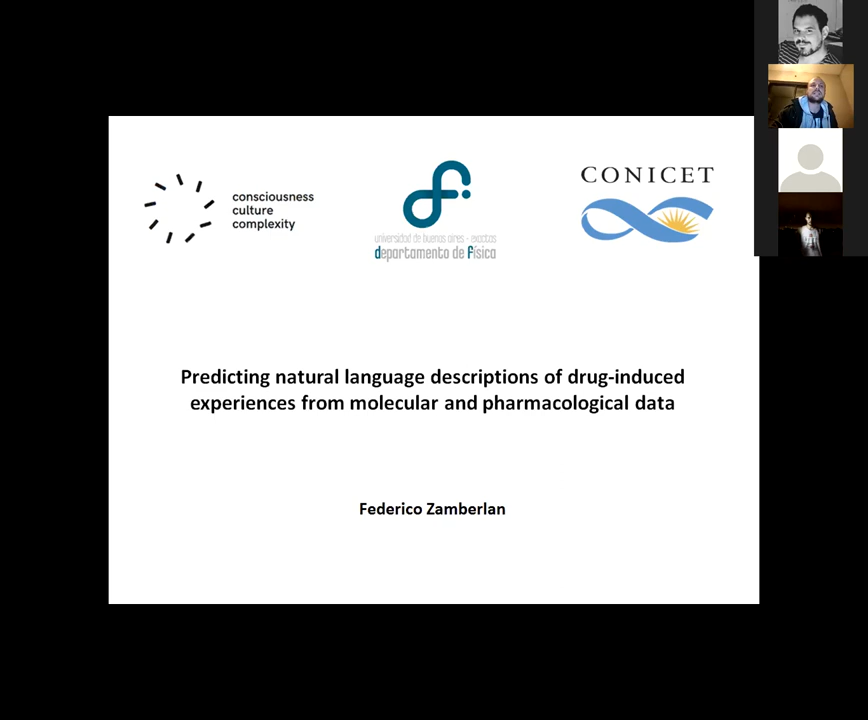 consciousness
culture
complexity
universidad de buenos aires - exactas
departamento de física
CONICET
Predicting natural language descriptions of drug-induced
experiences from molecular and pharmacological data
Federico Zamberlan